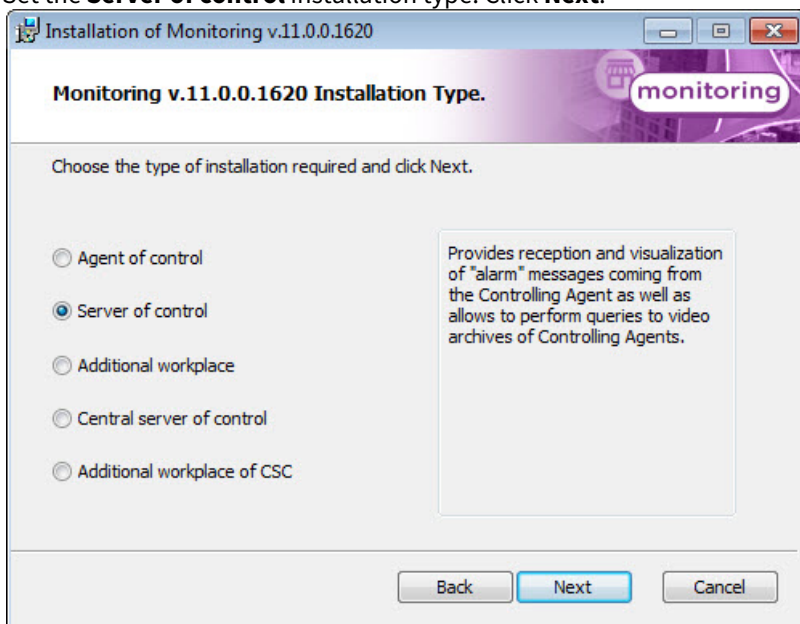 Set the Server of control installation type. Click Next.
Installation of Monitoring v.11.0.0.1620
Monitoring v.11.0.0.1620 Installation Type.
monitoring
Choose the type of installation required and click Next.
Agent of control
Server of control
Additional workplace
Central server of control
Additional workplace of CSC
Provides reception and visualization
of "alarm" messages coming from
the Controlling Agent as well as
allows to perform queries to video
archives of Controlling Agents.
Back
Next
Cancel